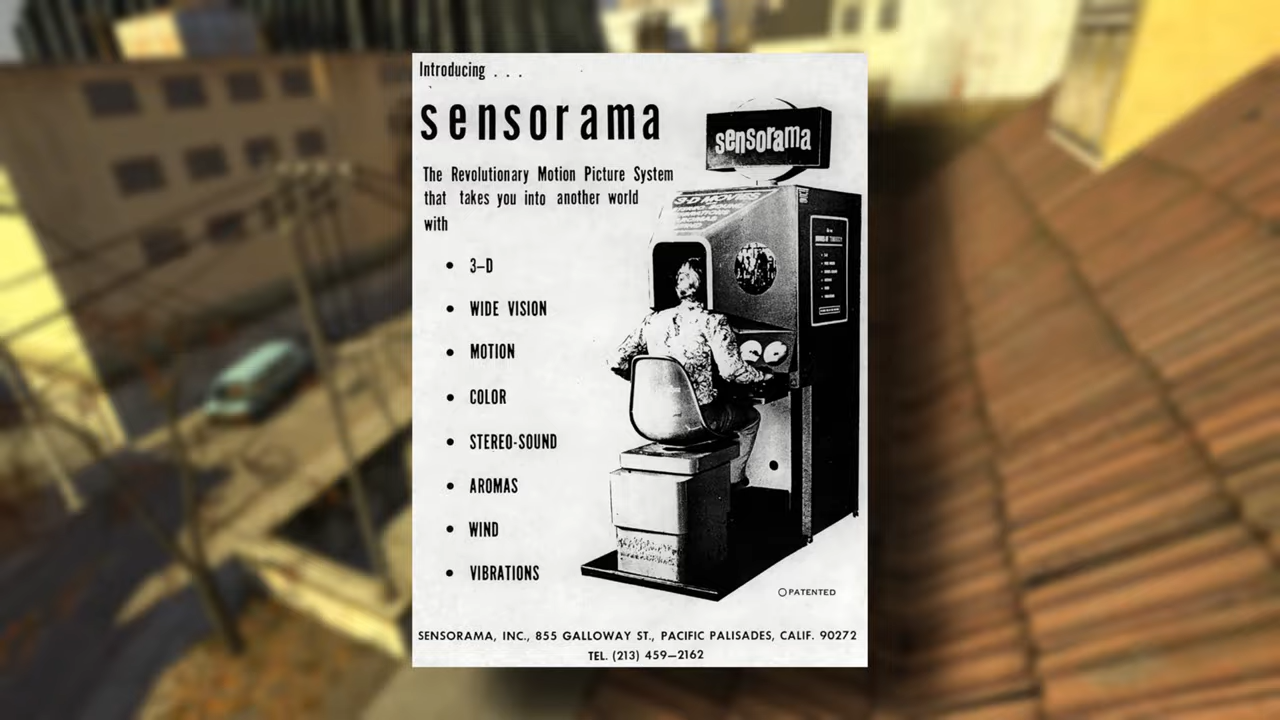 Introducing . . .
sensorama
sensorama
The Revolutionary Motion Picture System
that takes you into another world
with
3-D MOVIES
• 3–D
• WIDE VISION
• MOTION
• COLOR
• STEREO-SOUND
• AROMAS
• WIND
• VIBRATIONS
PATENTED
SENSORAMA, INC., 855 GALLOWAY ST., PACIFIC PALISADES, CALIF. 90272
TEL. (213) 459–2162